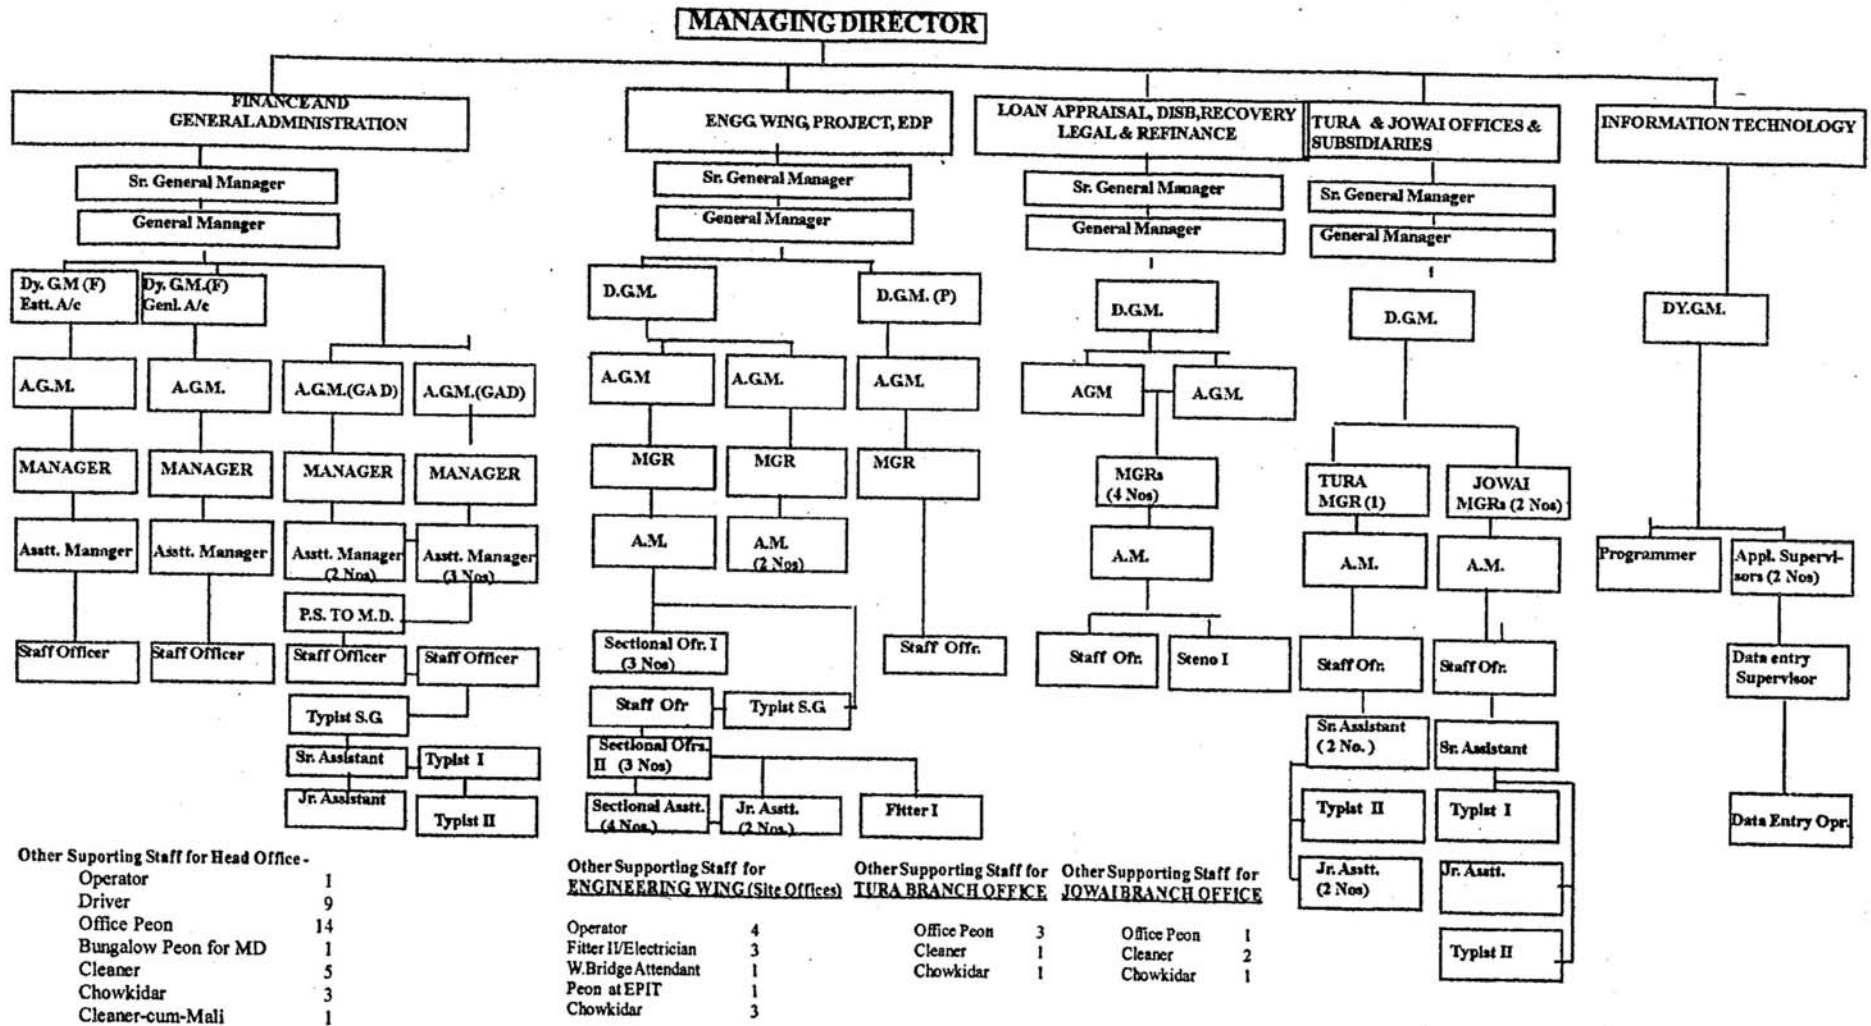 MANAGING DIRECTOR
FINANCE AND
GENERAL ADMINISTRATION
Sr. General Manager
General Manager
Dy. G.M (F)
Estt. A/c
Dy. G.M.(F)
Genl. A/c
A.G.M.
A.G.M.
A.G.M.(GAD)
A.G.M.(GAD)
MANAGER
MANAGER
MANAGER
MANAGER
Asstt. Manager
Asstt. Manager
Asstt. Manager
(2 Nos)
Asstt. Manager
(3 Nos)
P.S. TO M.D.
Staff Officer
Staff Officer
Staff Officer
Staff Officer
Typist S.G.
Sr. Assistant
Typist I
Jr. Assistant
Typist II
ENGG. WING, PROJECT, EDP
Sr. General Manager
General Manager
D.G.M.
D.G.M. (P)
A.G.M
A.G.M.
A.G.M.
MGR
MGR
MGR
A.M.
A.M.
(2 Nos)
Sectional Ofr. I
(3 Nos)
Staff Offr.
Staff Ofr
Typist S.G.
Sectional Ofrs.
II (3 Nos)
Sectional Asstt.
(4 Nos.)
Jr. Asstt.
(2 Nos.)
Fitter I
LOAN APPRAISAL, DISB,RECOVERY
LEGAL & REFINANCE
Sr. General Manager
General Manager
D.G.M.
AGM
A.G.M.
MGRs
(4 Nos)
A.M.
Staff Ofr.
Steno I
TURA & JOWAI OFFICES &
SUBSIDIARIES
Sr. General Manager
General Manager
D.G.M.
TURA
MGR (1)
JOWAI
MGRs (2 Nos)
A.M.
A.M.
Staff Ofr.
Staff Ofr.
Sr. Assistant
(2 No. )
Sr. Assistant
Typist II
Typist I
Jr. Asstt.
(2 Nos)
Jr. Asstt.
Typist II
INFORMATION TECHNOLOGY
DY.G.M.
Programmer
Appl. Supervi-
sors (2 Nos)
Data entry
Supervisor
Data Entry Opr.
Other Suporting Staff for Head Office -
Operator 1
Driver 9
Office Peon 14
Bungalow Peon for MD 1
Cleaner 5
Chowkidar 3
Cleaner-cum-Mali 1
Other Supporting Staff for
ENGINEERING WING (Site Offices)
Operator 4
Fitter II/Electrician 3
W.Bridge Attendant 1
Peon at EPIT 1
Chowkidar 3
Other Supporting Staff for
TURA BRANCH OFFICE
Office Peon 3
Cleaner 1
Chowkidar 1
Other Supporting Staff for
JOWAI BRANCH OFFICE
Office Peon 1
Cleaner 2
Chowkidar 1